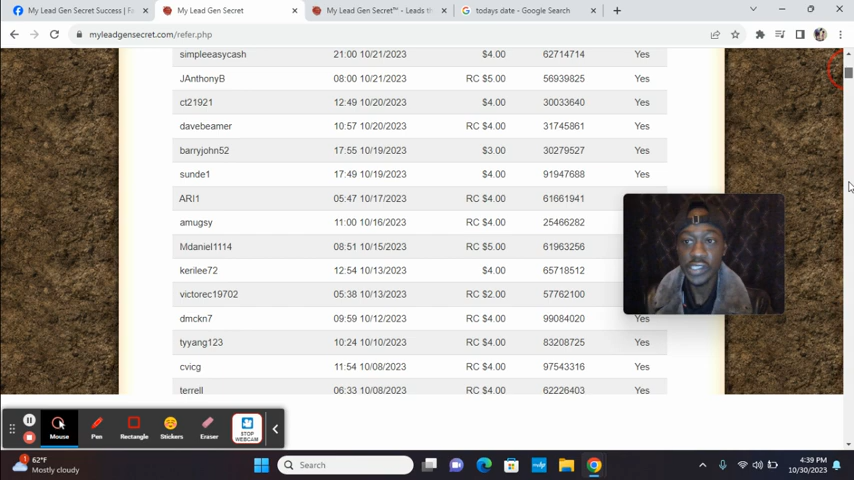 My Lead Gen Secret Success | F
My Lead Gen Secret
My Lead Gen Secret™ - Leads th
todays date - Google Search
myleadgensecret.com/refer.php
simpleeasycash 21:00 10/21/2023 $4.00 62714714 Yes
JAnthonyB 08:00 10/21/2023 RC $5.00 56939825 Yes
ct21921 12:49 10/20/2023 $4.00 30033640 Yes
davebeamer 10:57 10/20/2023 RC $4.00 31745861 Yes
barryjohn52 17:55 10/19/2023 $3.00 30279527 Yes
sunde1 17:49 10/19/2023 RC $4.00 91947688 Yes
ARI1 05:47 10/17/2023 RC $4.00 61661941
amugsy 11:00 10/16/2023 RC $4.00 25466282
Mdaniel1114 08:51 10/15/2023 RC $5.00 61963256
kerilee72 12:54 10/13/2023 $4.00 65718512
victorec19702 05:38 10/13/2023 RC $2.00 57762100
dmckn7 09:59 10/12/2023 RC $4.00 99084020 Yes
tyyang123 10:24 10/10/2023 RC $4.00 83208725 Yes
cvicg 11:54 10/08/2023 RC $4.00 97543316 Yes
terrell 06:33 10/08/2023 RC $4.00 62226403 Yes
Mouse Pen Rectangle Stickers Eraser STOP WEBCAM
1 62°F
Mostly cloudy
Search
4:39 PM
10/30/2023